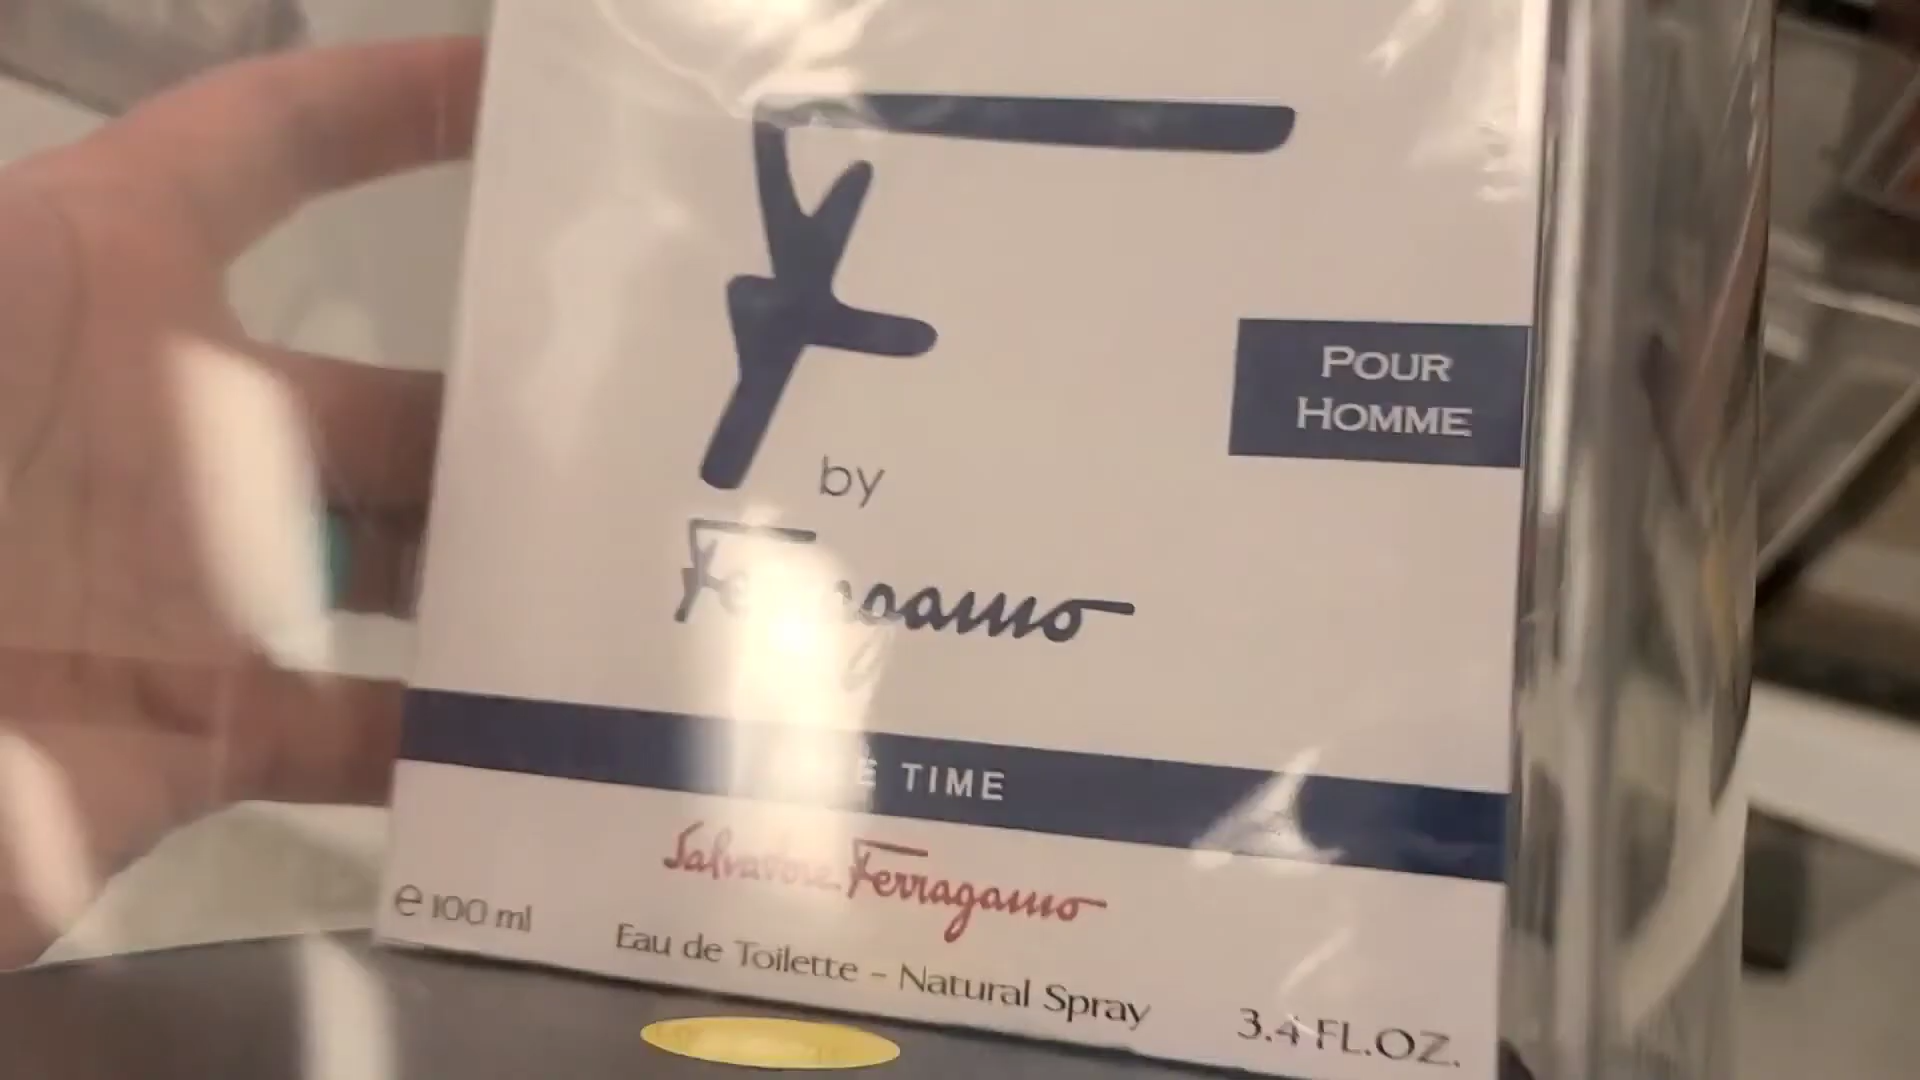 F
POUR
HOMME
by
Ferragamo
TIME
Salvatore Ferragamo
e 100 ml
Eau de Toilette – Natural Spray
3.4 FL.OZ.